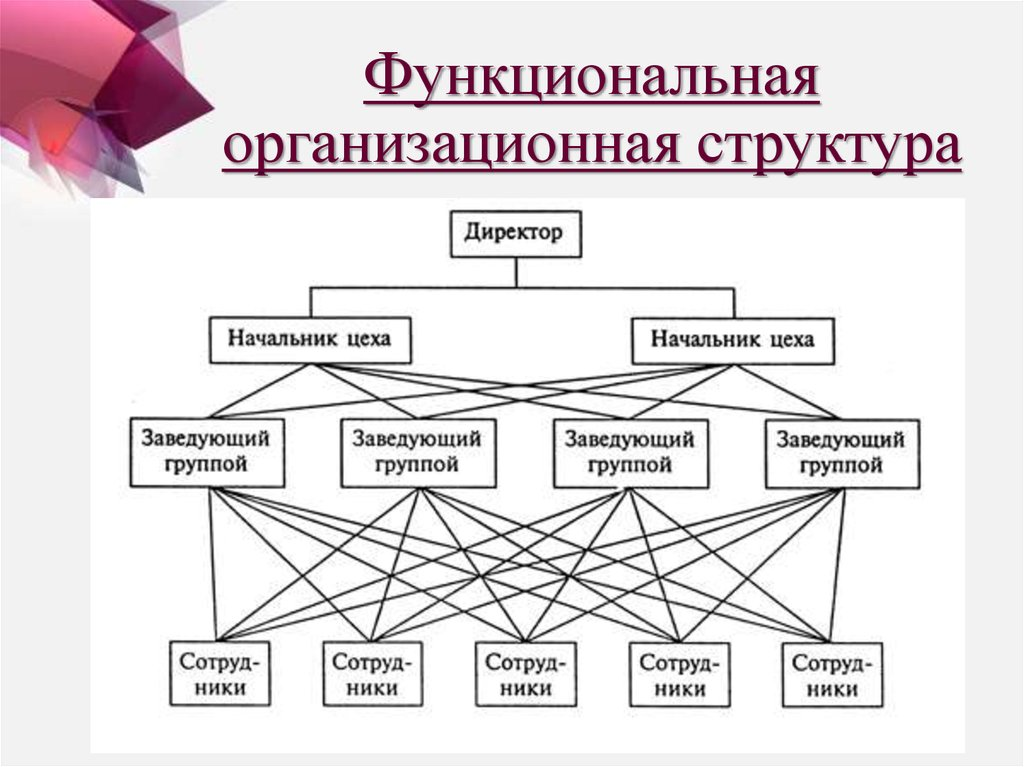 Функциональная
организационная структура
Директор
Начальник цеха
Начальник цеха
Заведующий
группой
Заведующий
группой
Заведующий
группой
Заведующий
группой
Сотруд-
ники
Сотруд-
ники
Сотруд-
ники
Сотруд-
ники
Сотруд-
ники